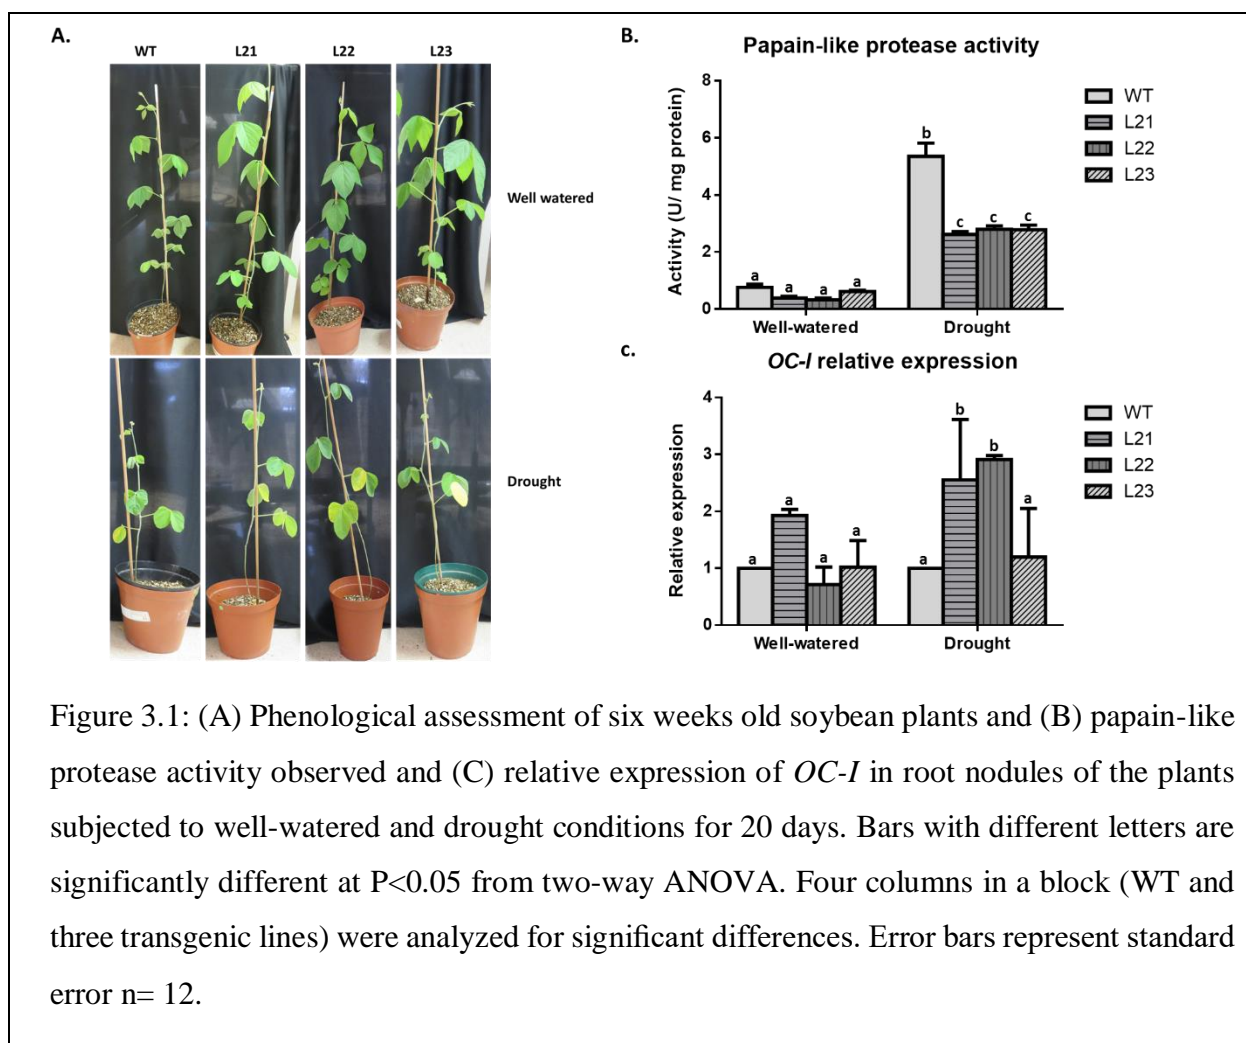 A.
WT L21 L22 L23
Well watered
Drought
B.
Papain-like protease activity
Activity (U/ mg protein)
8
6
4
2
0
a a a a
b c c c
Well-watered Drought
WT
L21
L22
L23
c.
OC-I relative expression
Relative expression
4
3
2
1
0
a a a a
a b b a
Well-watered Drought
WT
L21
L22
L23
Figure 3.1: (A) Phenological assessment of six weeks old soybean plants and (B) papain-like
protease activity observed and (C) relative expression of OC-I in root nodules of the plants
subjected to well-watered and drought conditions for 20 days. Bars with different letters are
significantly different at P<0.05 from two-way ANOVA. Four columns in a block (WT and
three transgenic lines) were analyzed for significant differences. Error bars represent standard
error n= 12.